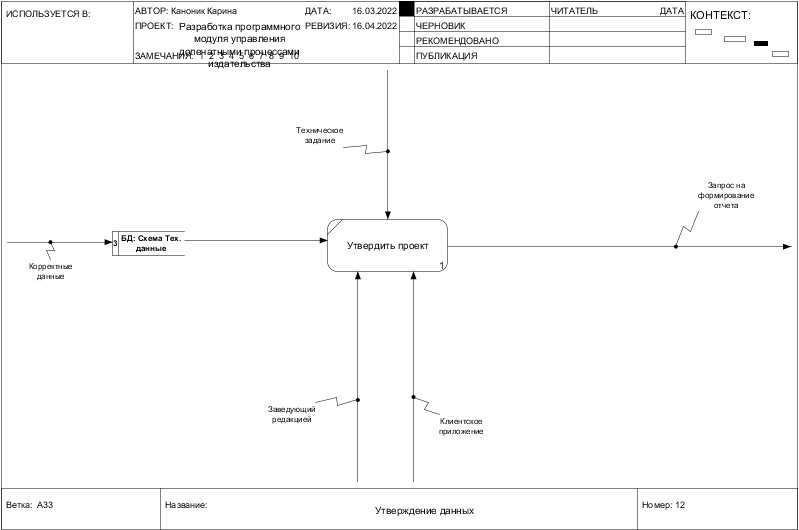 ИСПОЛЬЗУЕТСЯ В:
АВТОР: Каноник Карина
ДАТА: 16.03.2022
РАЗРАБАТЫВАЕТСЯ
ЧИТАТЕЛЬ
ДАТА
КОНТЕКСТ:
ПРОЕКТ: Разработка программного
модуля управления
допечатными процессами
издательства
РЕВИЗИЯ: 16.04.2022
ЧЕРНОВИК
РЕКОМЕНДОВАНО
ЗАМЕЧАНИЯ: 1 2 3 4 5 6 7 8 9 10
ПУБЛИКАЦИЯ
Техническое
задание
Запрос на
формирование
отчета
3
БД: Схема Тех.
данные
Утвердить проект
1
Корректные
данные
Заведующий
редакцией
Клиентское
приложение
Ветка: A33
Название:
Утверждение данных
Номер: 12